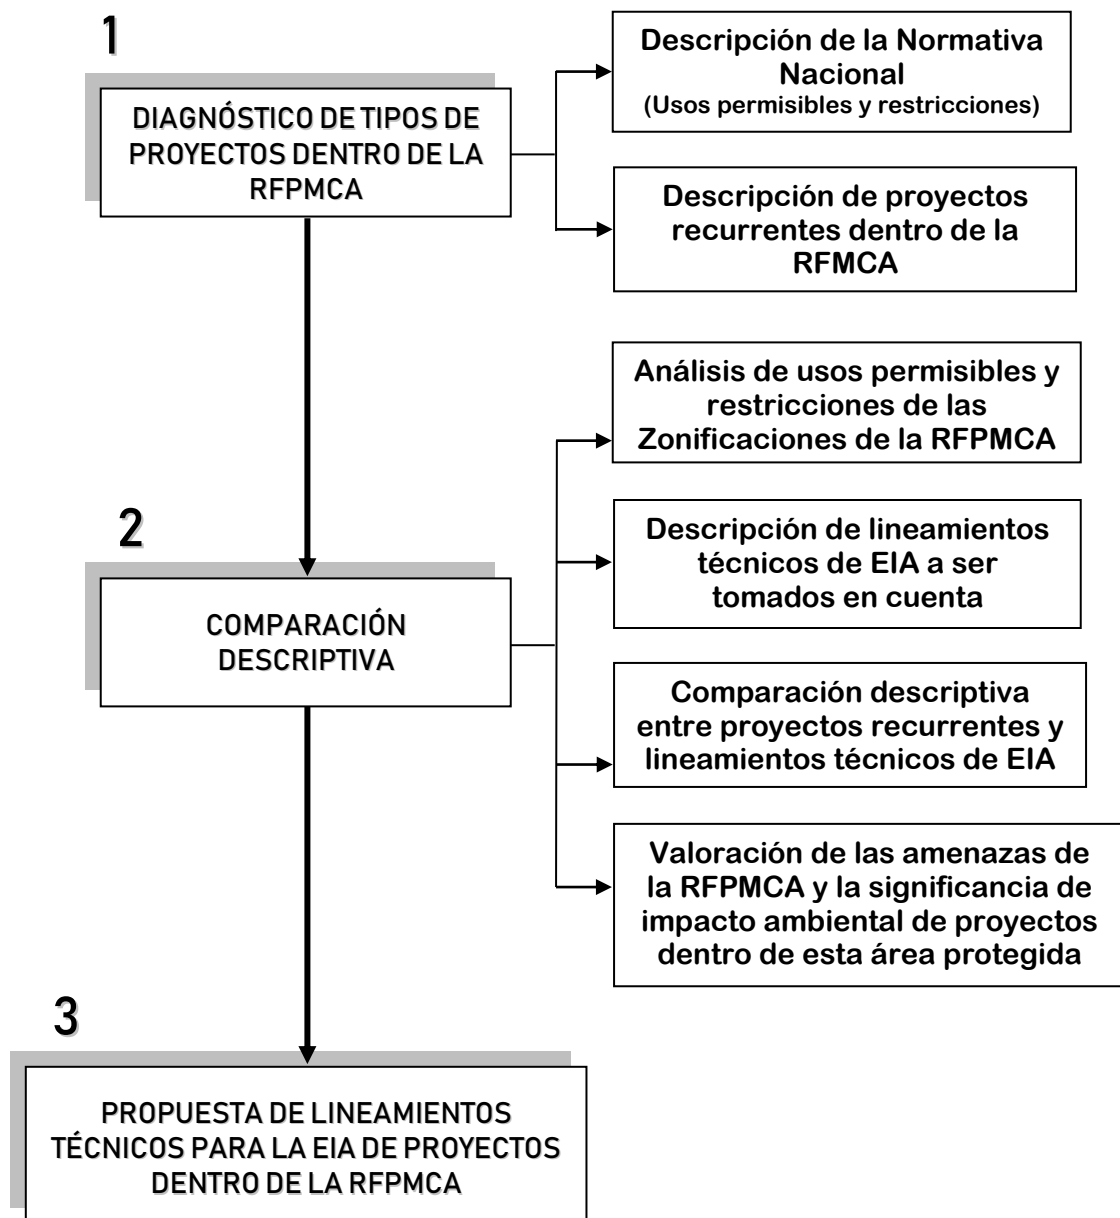 1
DIAGNÓSTICO DE TIPOS DE
PROYECTOS DENTRO DE LA
RFPMCA
Descripción de la Normativa
Nacional
(Usos permisibles y restricciones)
Descripción de proyectos
recurrentes dentro de la
RFMCA
2
COMPARACIÓN
DESCRIPTIVA
Análisis de usos permisibles y
restricciones de las
Zonificaciones de la RFPMCA
Descripción de lineamientos
técnicos de EIA a ser
tomados en cuenta
Comparación descriptiva
entre proyectos recurrentes y
lineamientos técnicos de EIA
Valoración de las amenazas de
la RFPMCA y la significancia de
impacto ambiental de proyectos
dentro de esta área protegida
3
PROPUESTA DE LINEAMIENTOS
TÉCNICOS PARA LA EIA DE PROYECTOS
DENTRO DE LA RFPMCA